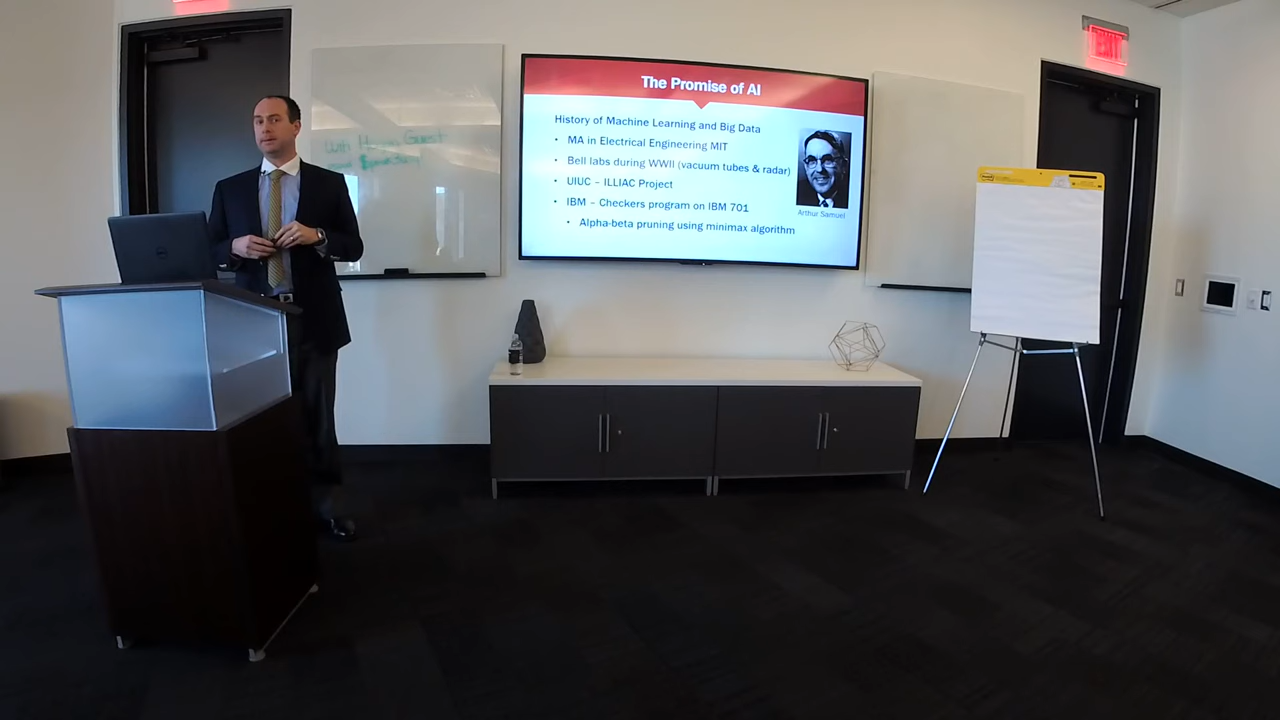 The Promise of AI
History of Machine Learning and Big Data
• MA in Electrical Engineering MIT
• Bell labs during WWII (vacuum tubes & radar)
• UIUC – ILLIAC Project
• IBM – Checkers program on IBM 701
• Alpha-beta pruning using minimax algorithm
Arthur Samuel
EXIT